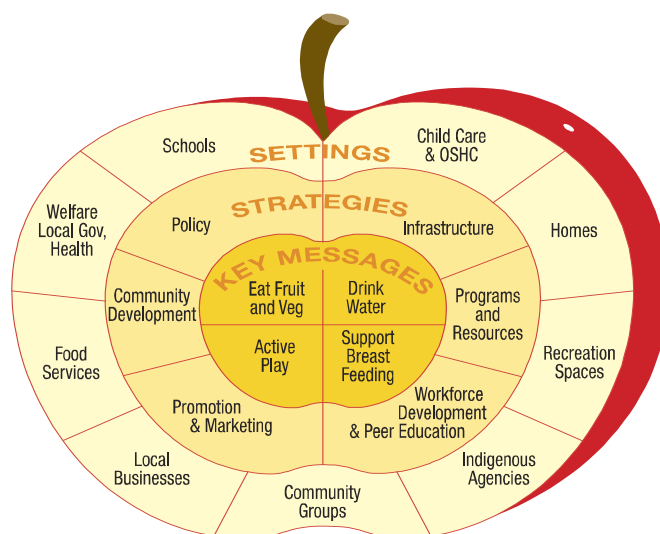 SETTINGS
Schools
Child Care
& OSHC
Welfare
Local Gov,
Health
Homes
Food
Services
Recreation
Spaces
Local
Businesses
Indigenous
Agencies
Community
Groups
STRATEGIES
Policy
Infrastructure
Community
Development
Programs
and
Resources
Promotion
& Marketing
Workforce
Development
& Peer Education
KEY MESSAGES
Eat Fruit
and Veg
Drink
Water
Active
Play
Support
Breast
Feeding